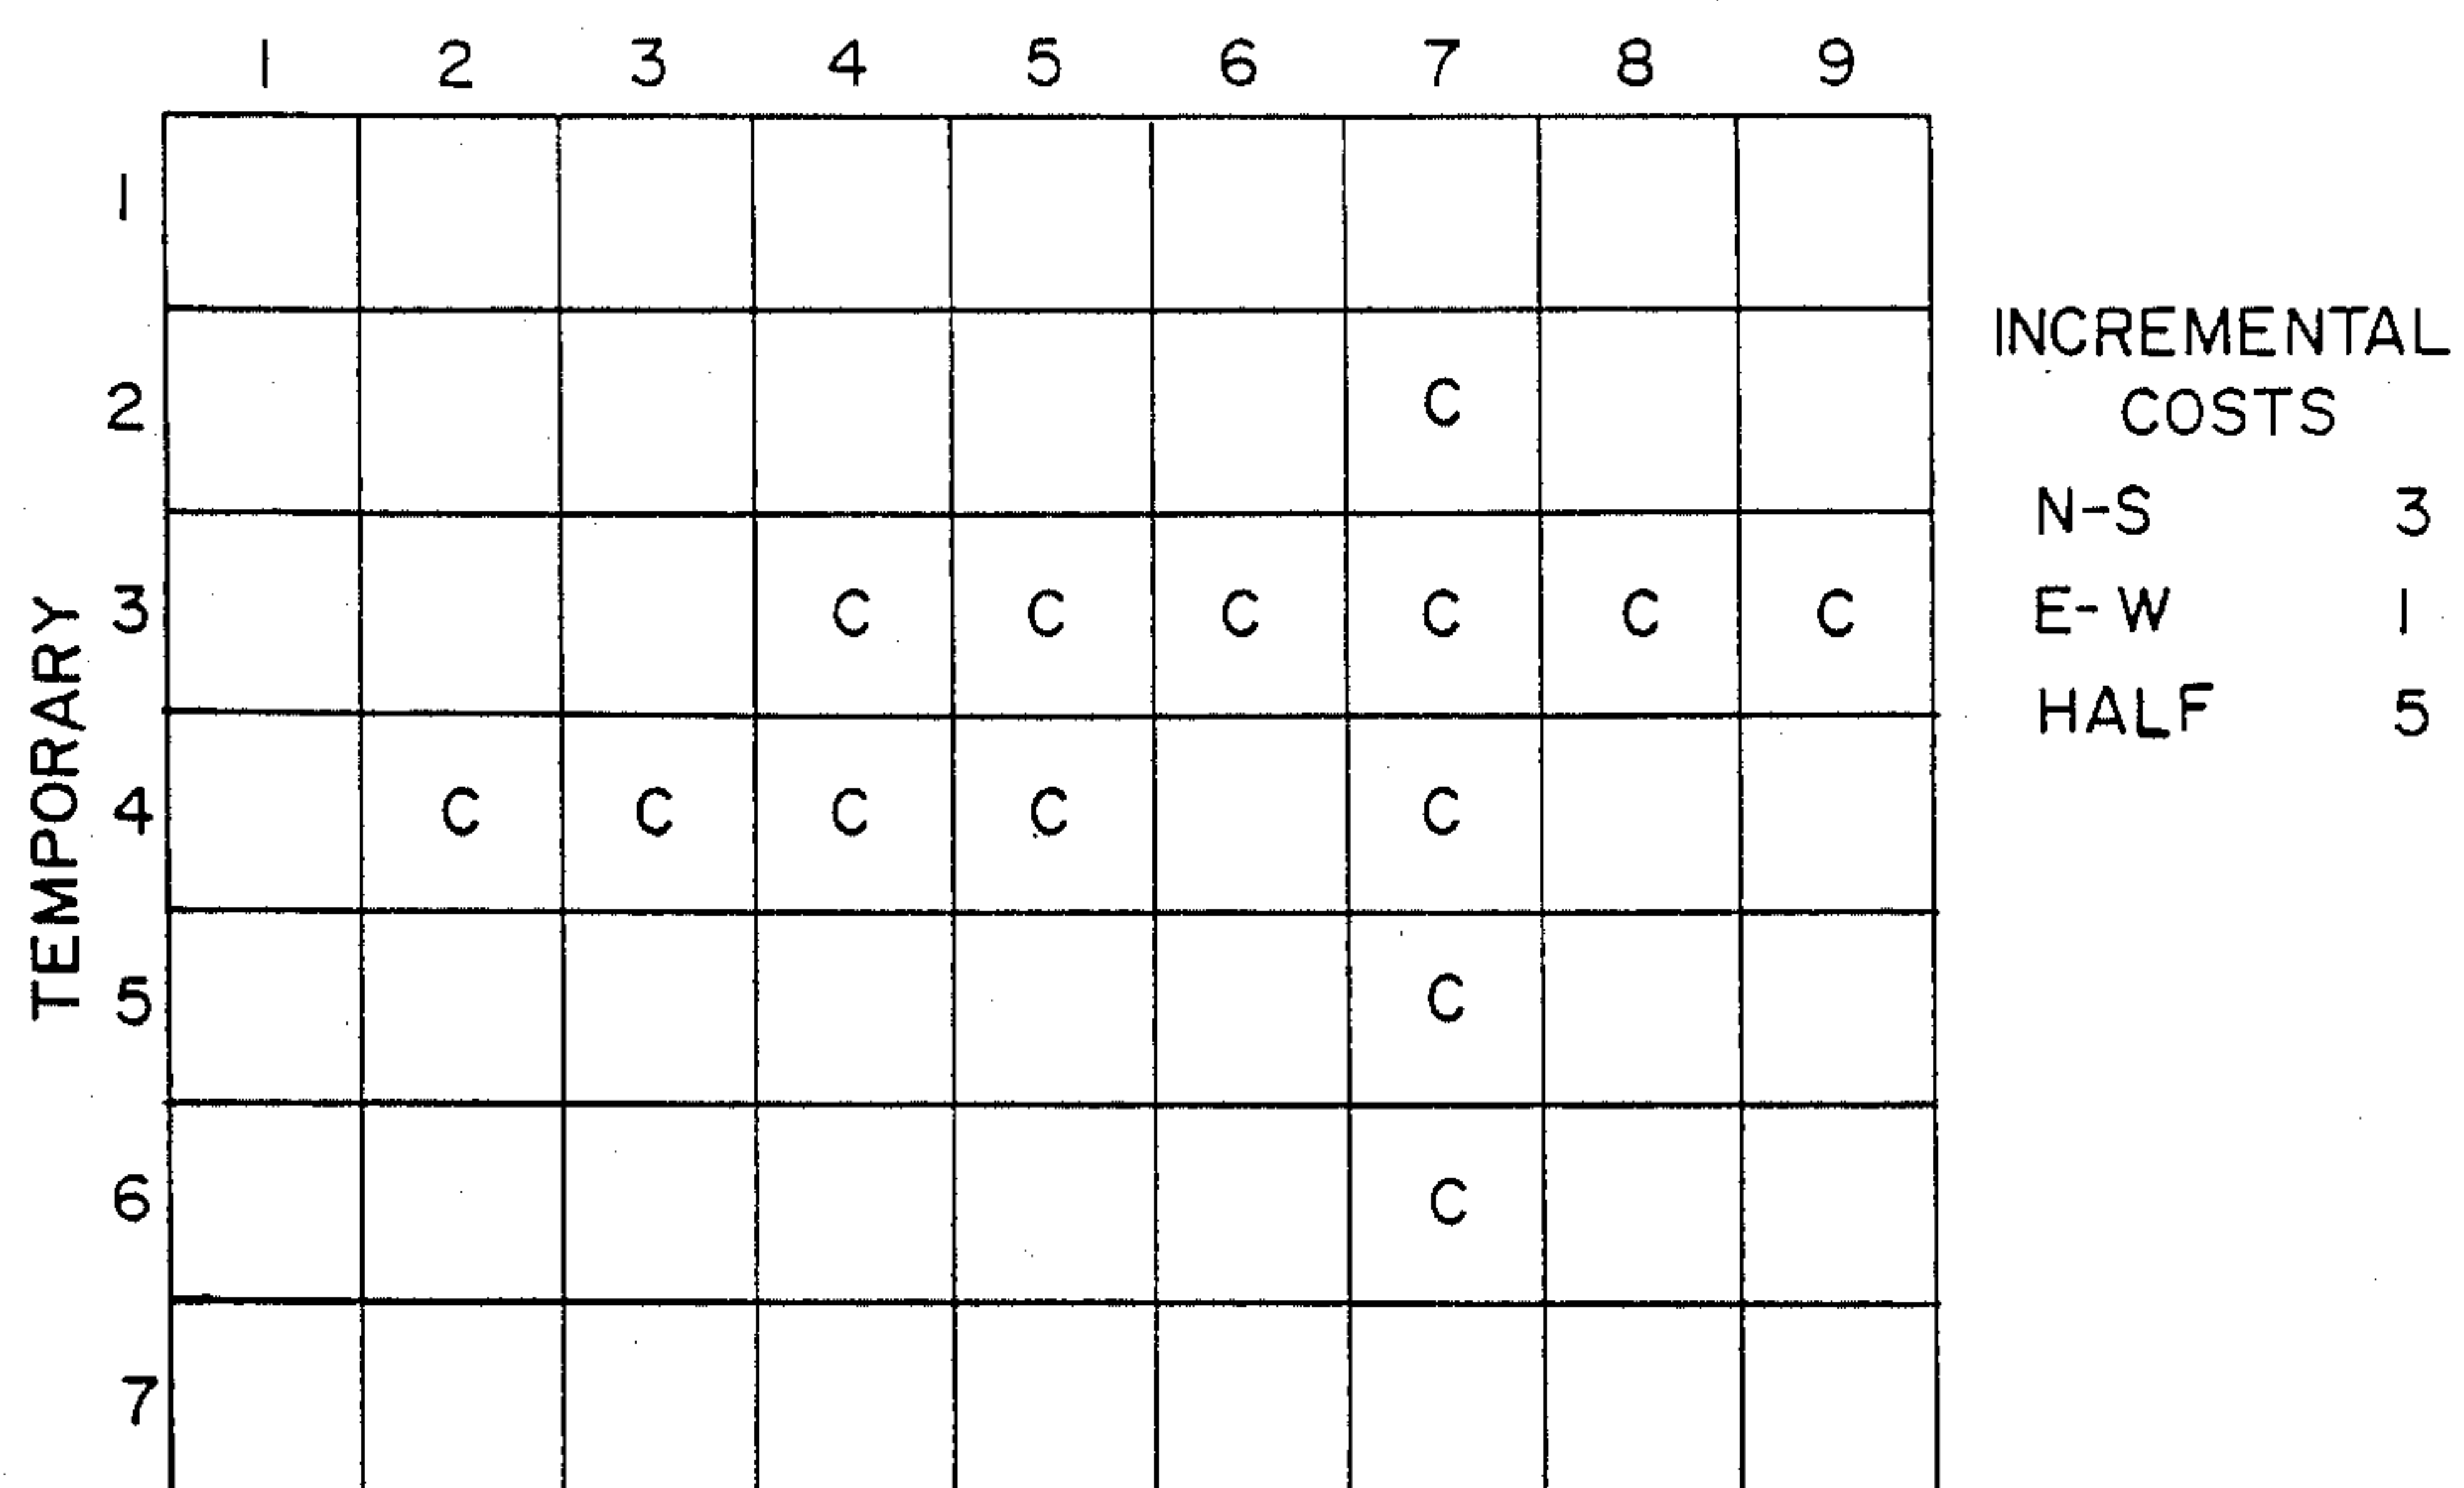 1 2 3 4 5 6 7 8 9
1
2 C
3 C C C C C C
4 C C C C C
5 C
6 C
7
TEMPORARY
INCREMENTAL
COSTS
N-S 3
E-W 1
HALF 5